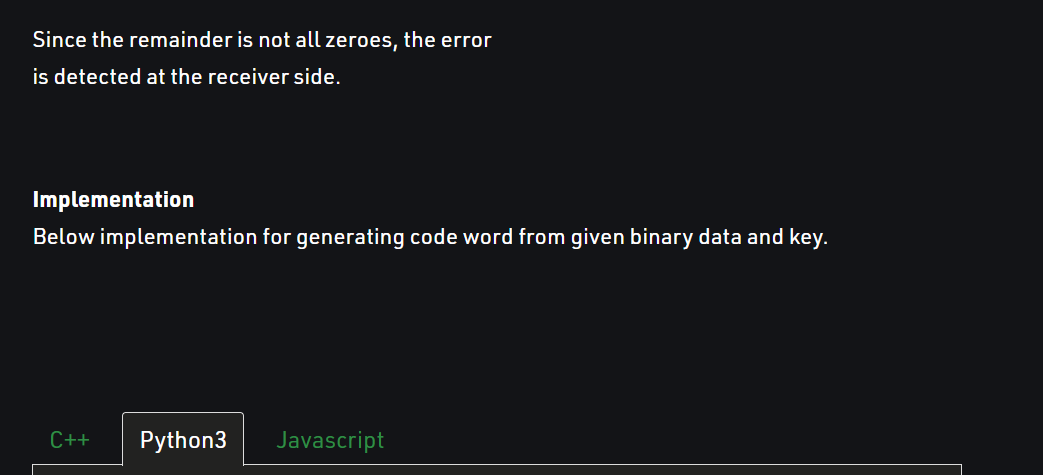 Since the remainder is not all zeroes, the error
is detected at the receiver side.
Implementation
Below implementation for generating code word from given binary data and key.
C++ Python3 Javascript